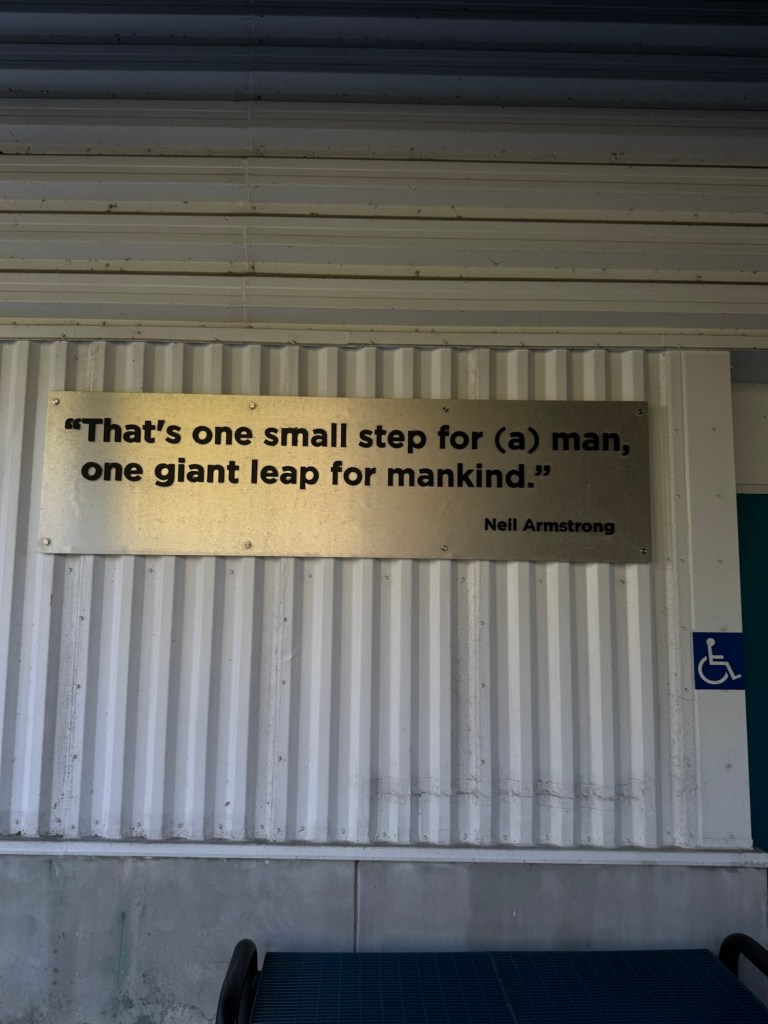 “That's one small step for (a) man,
one giant leap for mankind.”
Neil Armstrong